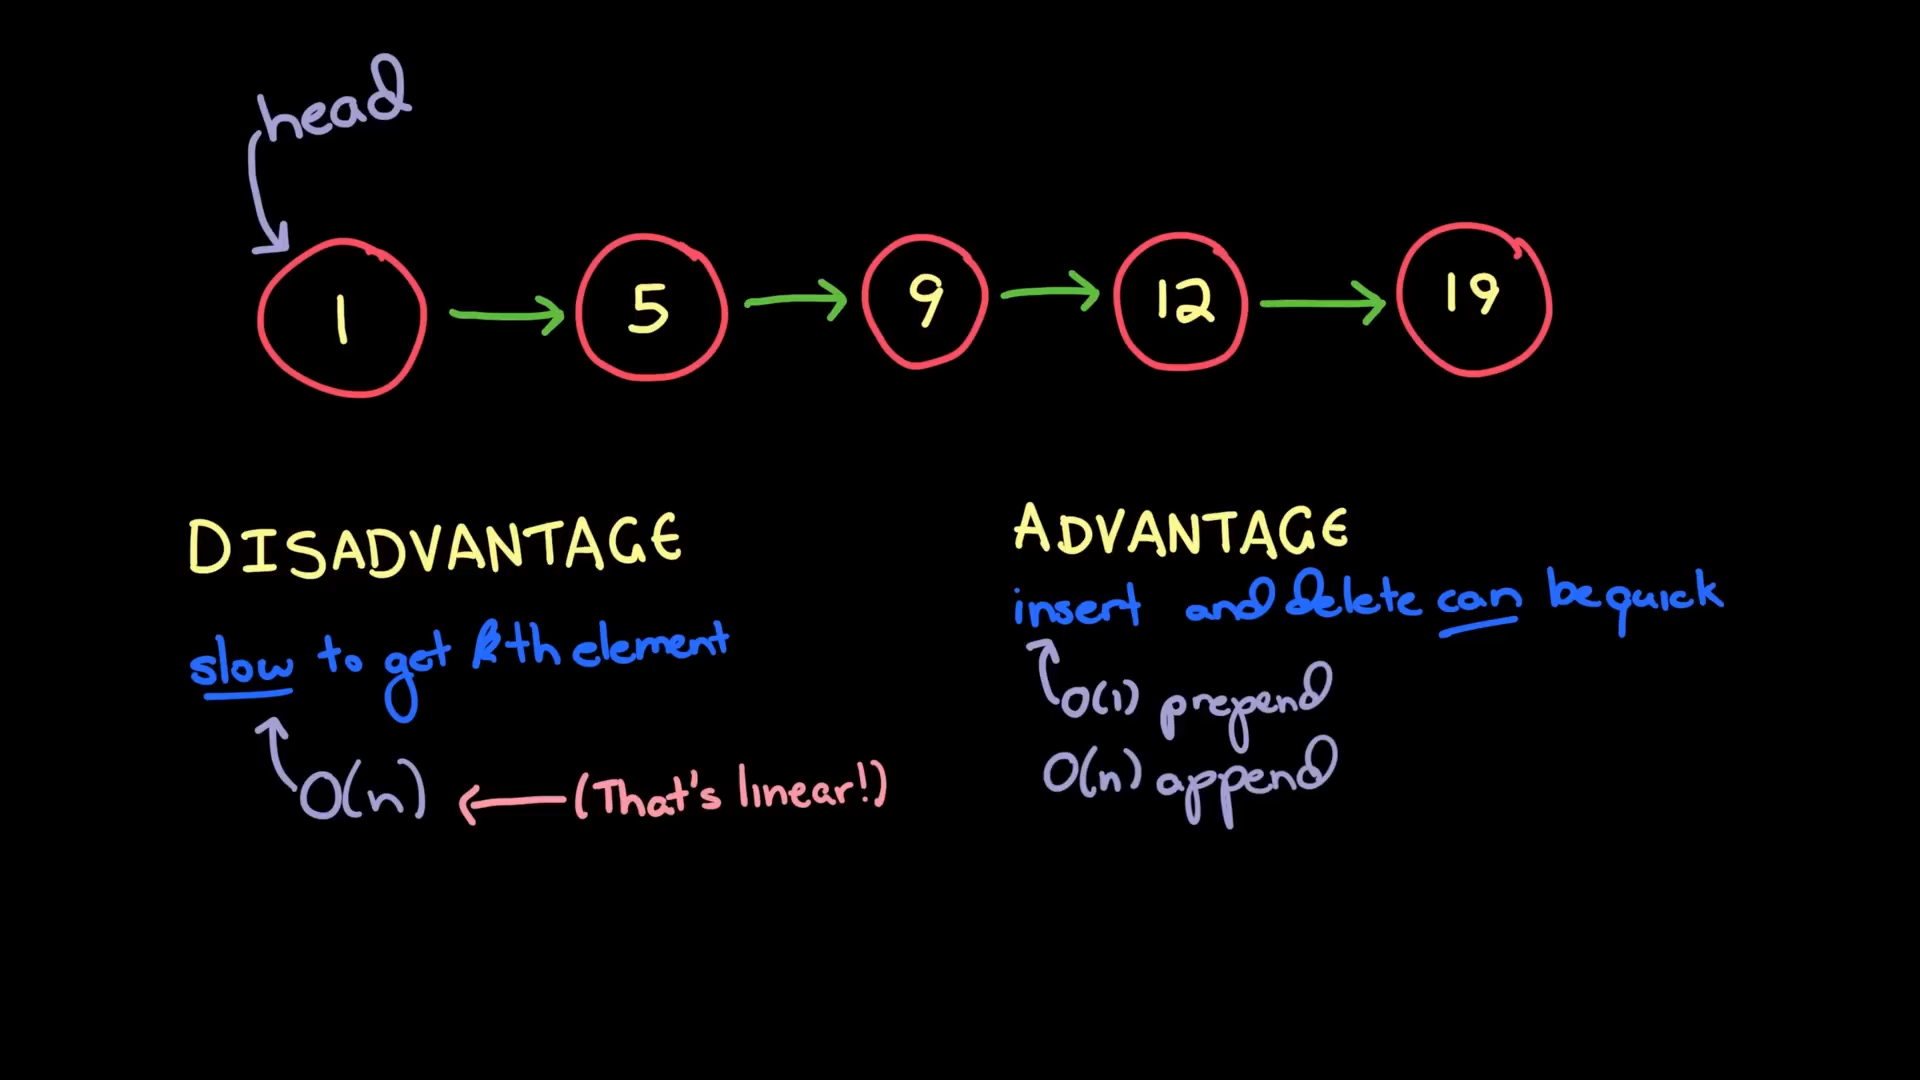 head
1 5 9 12 19
DISADVANTAGE
slow to get kth element
O(n) (That's linear!)
ADVANTAGE
insert and delete can be quick
O(1) prepend
O(n) append